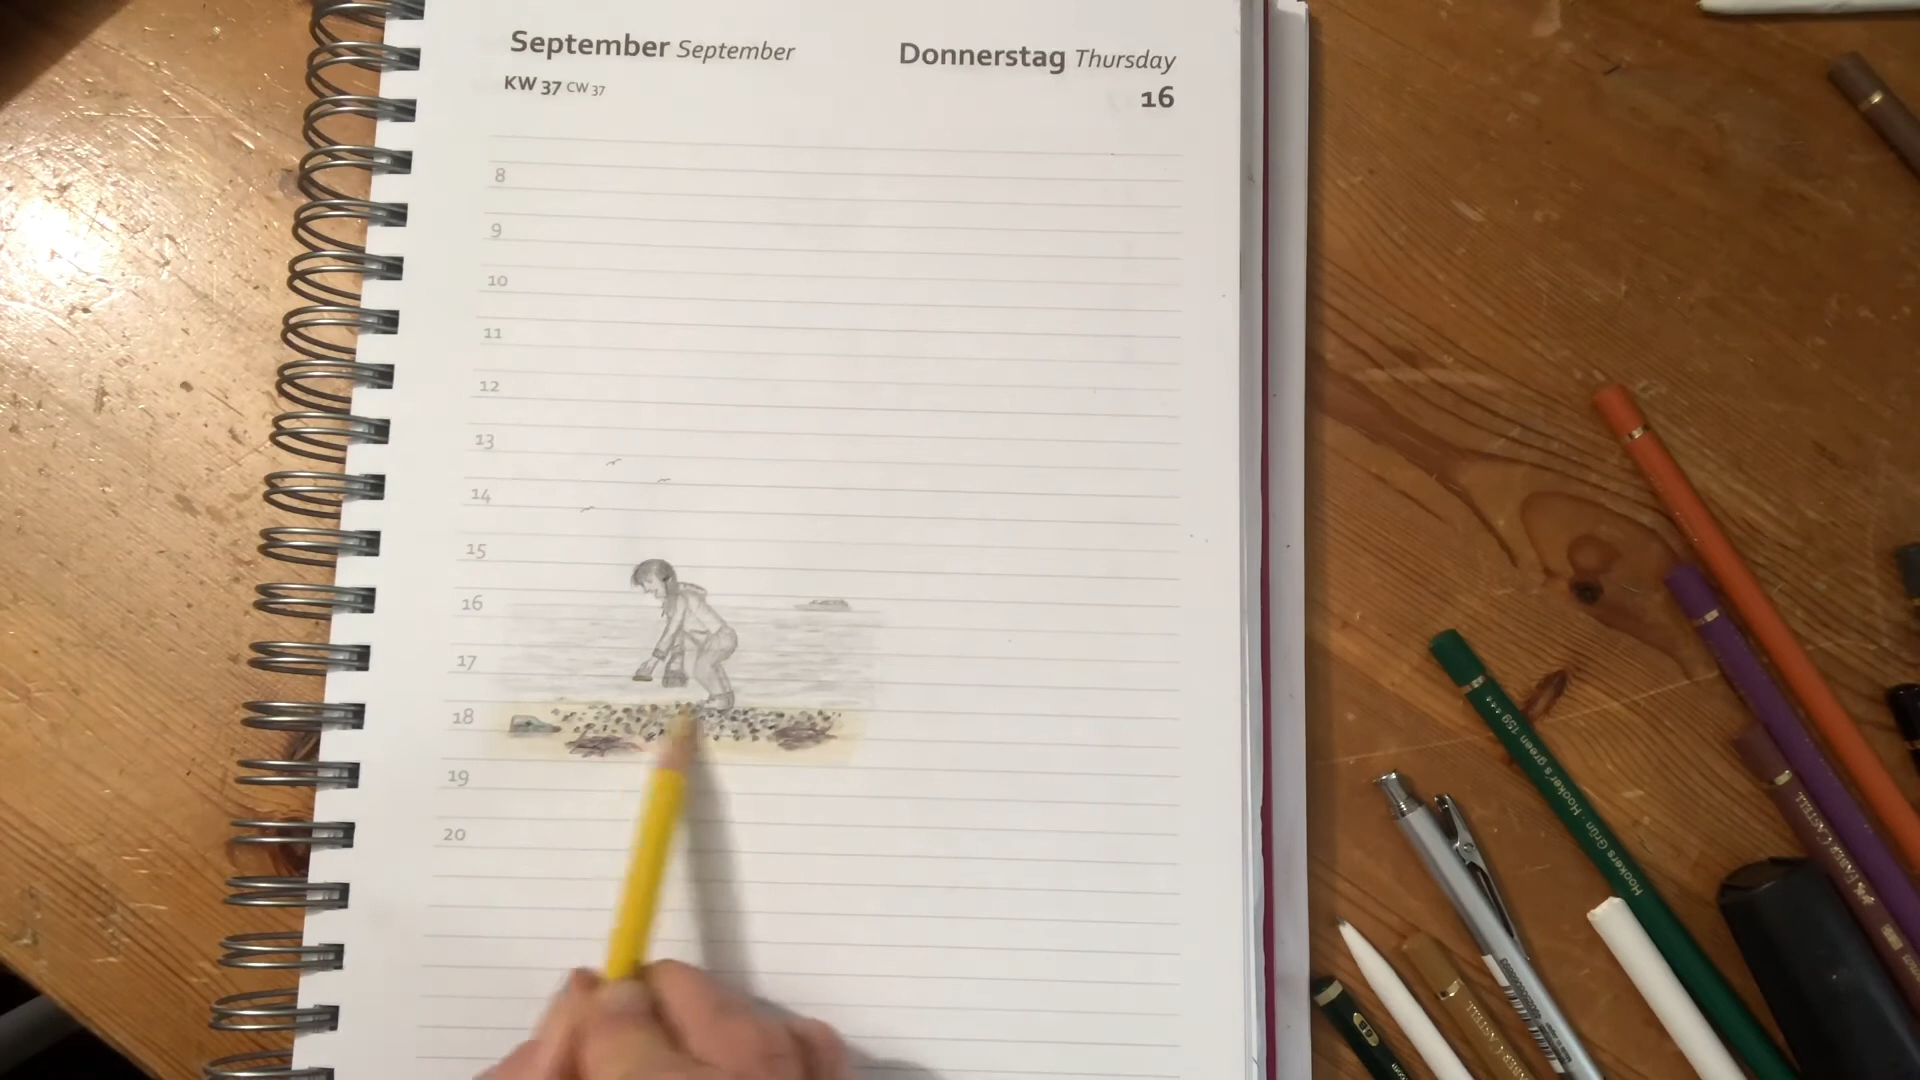 September September
Donnerstag Thursday
KW 37 CW 37
16
8
9
10
11
12
13
14
15
16
17
18
19
20
Hooker's green 159 *** Hookers Grün
FABER CASTELL
6B